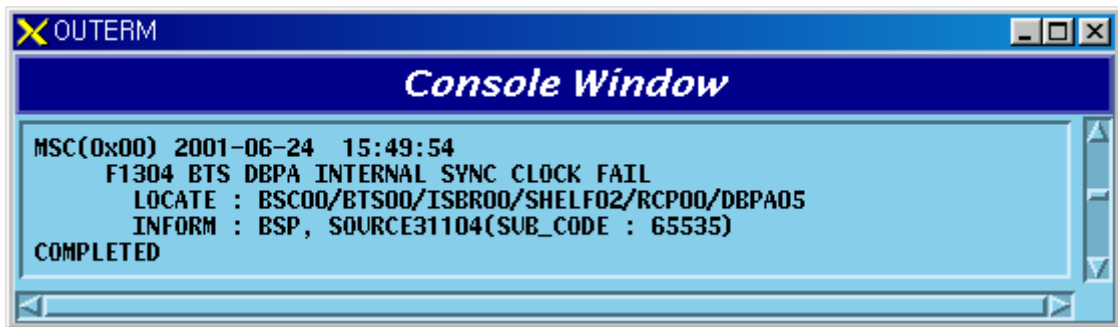 OUTERM
Console Window
MSC(0x00) 2001-06-24 15:49:54
F1304 BTS DBPA INTERNAL SYNC CLOCK FAIL
LOCATE : BSC00/BTS00/ISBR00/SHELF02/RCP00/DBPA05
INFORM : BSP, SOURCE31104(SUB_CODE : 65535)
COMPLETED